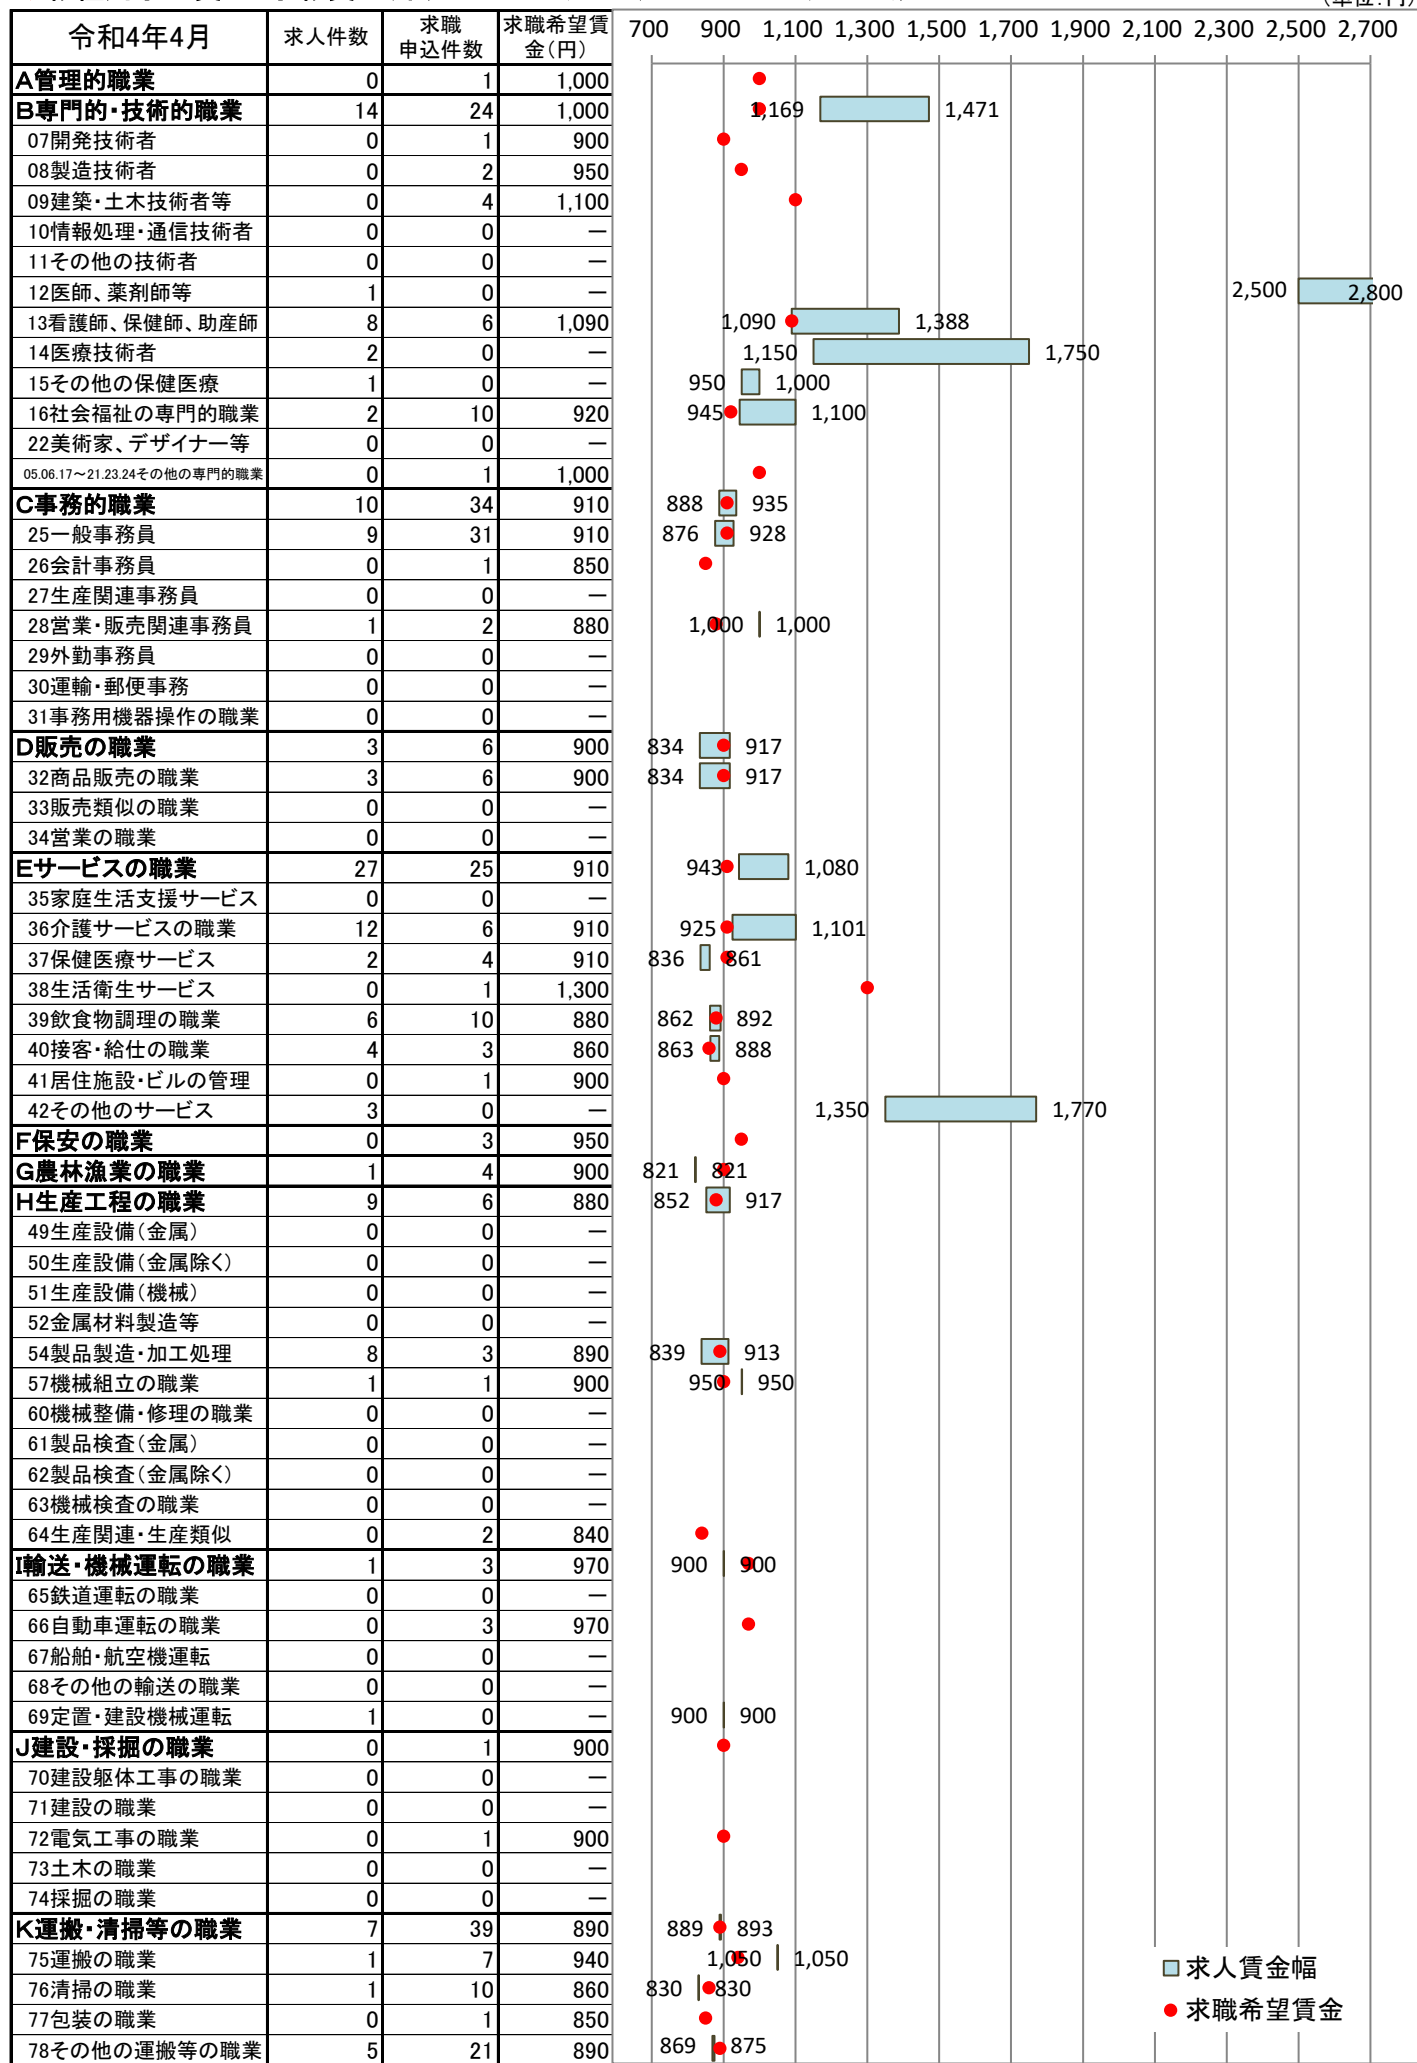 令和4年4月 求人件数 求職申込件数 求職希望賃金(円) 700 900 1,100 1,300 1,500 1,700 1,900 2,100 2,300 2,500 2,700
A管理的職業 0 1 1,000
B専門的・技術的職業 14 24 1,000 1,169 1,471
07開発技術者 0 1 900
08製造技術者 0 2 950
09建築・土木技術者等 0 4 1,100
10情報処理・通信技術者 0 0 ―
11その他の技術者 0 0 ―
12医師、薬剤師等 1 0 ― 2,500 2,800
13看護師、保健師、助産師 8 6 1,090 1,090 1,388
14医療技術者 2 0 ― 1,150 1,750
15その他の保健医療 1 0 ― 950 1,000
16社会福祉の専門的職業 2 10 920 945 1,100
22美術家、デザイナー等 0 0 ―
05.06.17～21.23.24その他の専門的職業 0 1 1,000
C事務的職業 10 34 910 888 935
25一般事務員 9 31 910 876 928
26会計事務員 0 1 850
27生産関連事務員 0 0 ―
28営業・販売関連事務員 1 2 880 1,000 1,000
29外勤事務員 0 0 ―
30運輸・郵便事務 0 0 ―
31事務用機器操作の職業 0 0 ―
D販売の職業 3 6 900 834 917
32商品販売の職業 3 6 900 834 917
33販売類似の職業 0 0 ―
34営業の職業 0 0 ―
Eサービスの職業 27 25 910 943 1,080
35家庭生活支援サービス 0 0 ―
36介護サービスの職業 12 6 910 925 1,101
37保健医療サービス 2 4 910 836 861
38生活衛生サービス 0 1 1,300
39飲食物調理の職業 6 10 880 862 892
40接客・給仕の職業 4 3 860 863 888
41居住施設・ビルの管理 0 1 900
42その他のサービス 3 0 ― 1,350 1,770
F保安の職業 0 3 950
G農林漁業の職業 1 4 900 821 821
H生産工程の職業 9 6 880 852 917
49生産設備(金属) 0 0 ―
50生産設備(金属除く) 0 0 ―
51生産設備(機械) 0 0 ―
52金属材料製造等 0 0 ―
54製品製造・加工処理 8 3 890 839 913
57機械組立の職業 1 1 900 950 950
60機械整備・修理の職業 0 0 ―
61製品検査(金属) 0 0 ―
62製品検査(金属除く) 0 0 ―
63機械検査の職業 0 0 ―
64生産関連・生産類似 0 2 840
I輸送・機械運転の職業 1 3 970 900 900
65鉄道運転の職業 0 0 ―
66自動車運転の職業 0 3 970
67船舶・航空機運転 0 0 ―
68その他の輸送の職業 0 0 ―
69定置・建設機械運転 1 0 ― 900 900
J建設・採掘の職業 0 1 900
70建設躯体工事の職業 0 0 ―
71建設の職業 0 0 ―
72電気工事の職業 0 1 900
73土木の職業 0 0 ―
74採掘の職業 0 0 ―
K運搬・清掃等の職業 7 39 890 889 893
75運搬の職業 1 7 940 1,050 1,050
76清掃の職業 1 10 860 830 830
77包装の職業 0 1 850
78その他の運搬等の職業 5 21 890 869 875
求人賃金幅
求職希望賃金